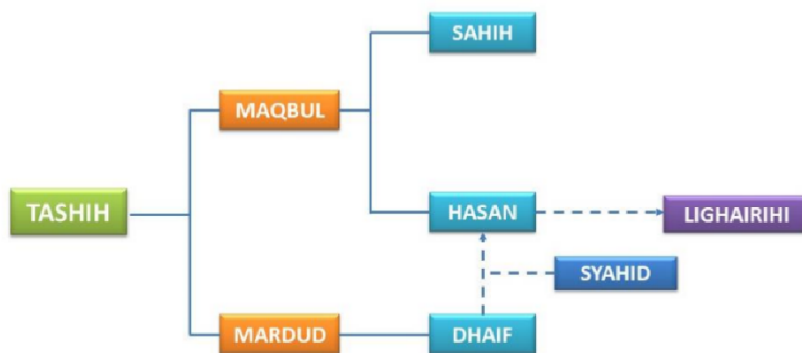 SAHIH
MAQBUL
TASHIH
HASAN
LIGHAIRIHI
SYAHID
MARDUD
DHAIF